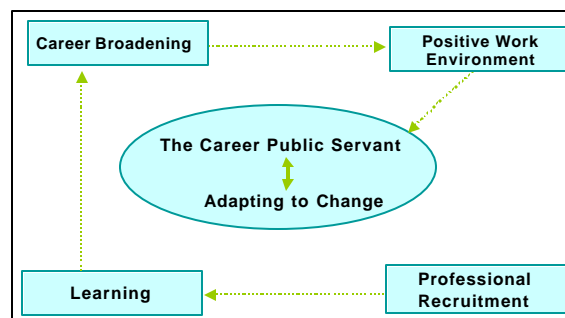 Career Broadening
Positive Work
Environment
The Career Public Servant
Adapting to Change
Learning
Professional
Recruitment